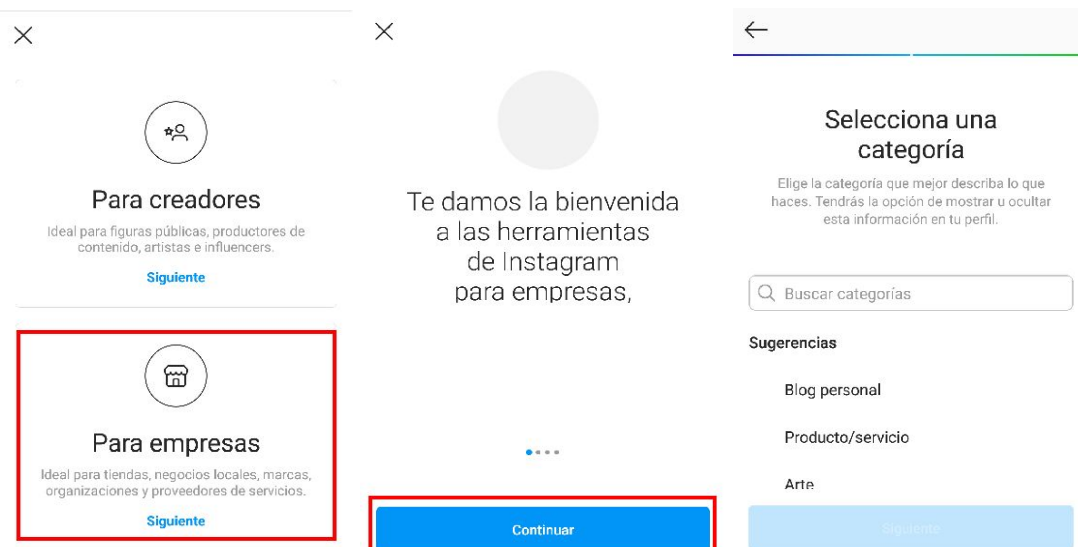 Para creadores
Ideal para figuras públicas, productores de
contenido, artistas e influencers.
Siguiente
Para empresas
Ideal para tiendas, negocios locales, marcas,
organizaciones y proveedores de servicios.
Siguiente
Te damos la bienvenida
a las herramientas
de Instagram
para empresas,
Continuar
Selecciona una
categoría
Elige la categoría que mejor describa lo que
haces. Tendrás la opción de mostrar u ocultar
esta información en tu perfil.
Buscar categorías
Sugerencias
Blog personal
Producto/servicio
Arte
Siguiente